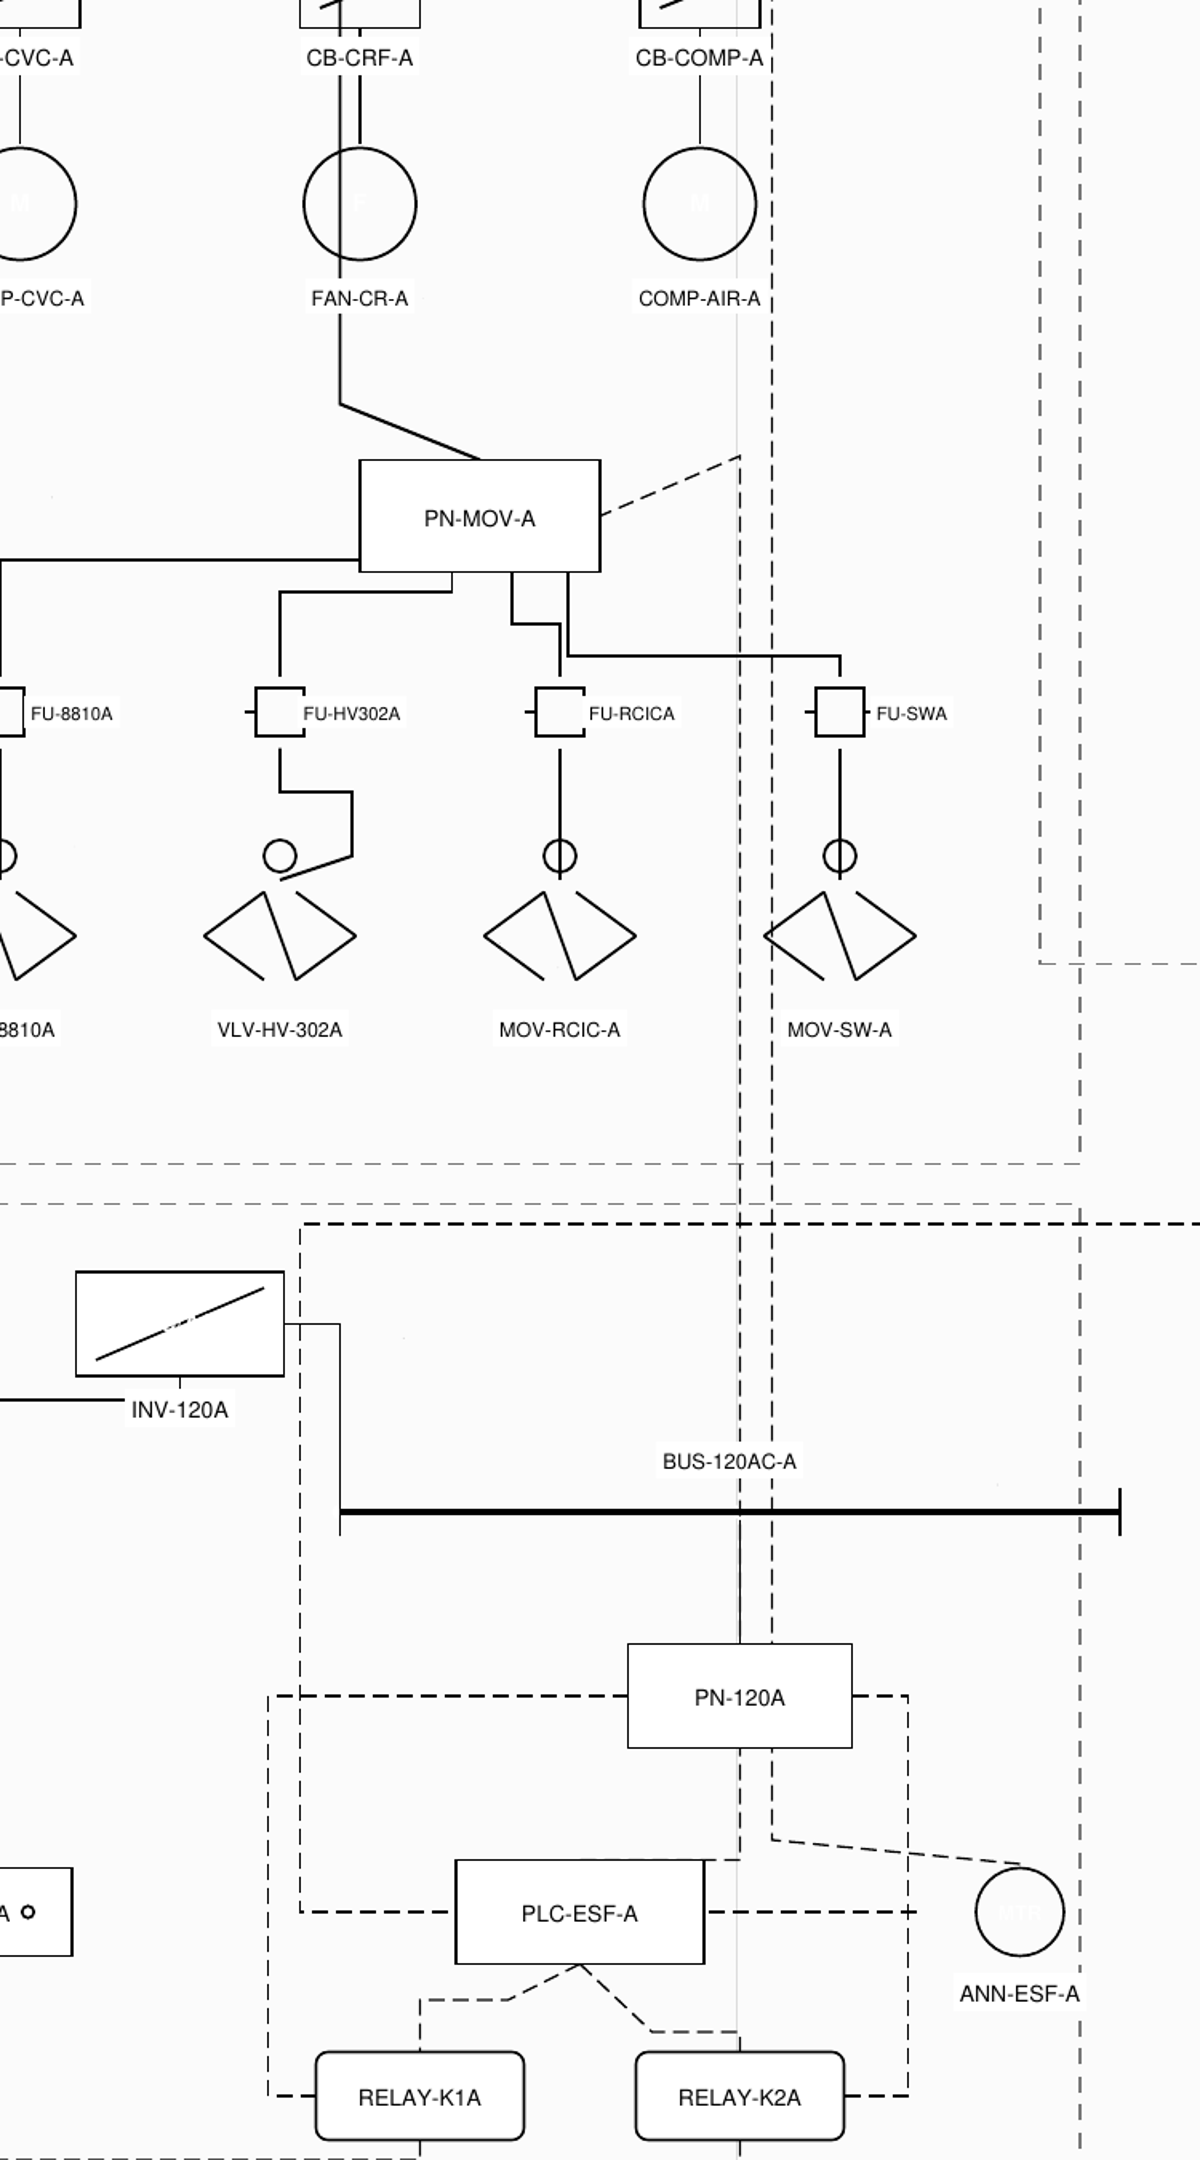 -CVC-A
CB-CRF-A
CB-COMP-A
M
F
M
P-CVC-A
FAN-CR-A
COMP-AIR-A
PN-MOV-A
FU-8810A
FU-HV302A
FU-RCICA
FU-SWA
8810A
VLV-HV-302A
MOV-RCIC-A
MOV-SW-A
INV-120A
BUS-120AC-A
PN-120A
A
PLC-ESF-A
MTR
ANN-ESF-A
RELAY-K1A
RELAY-K2A